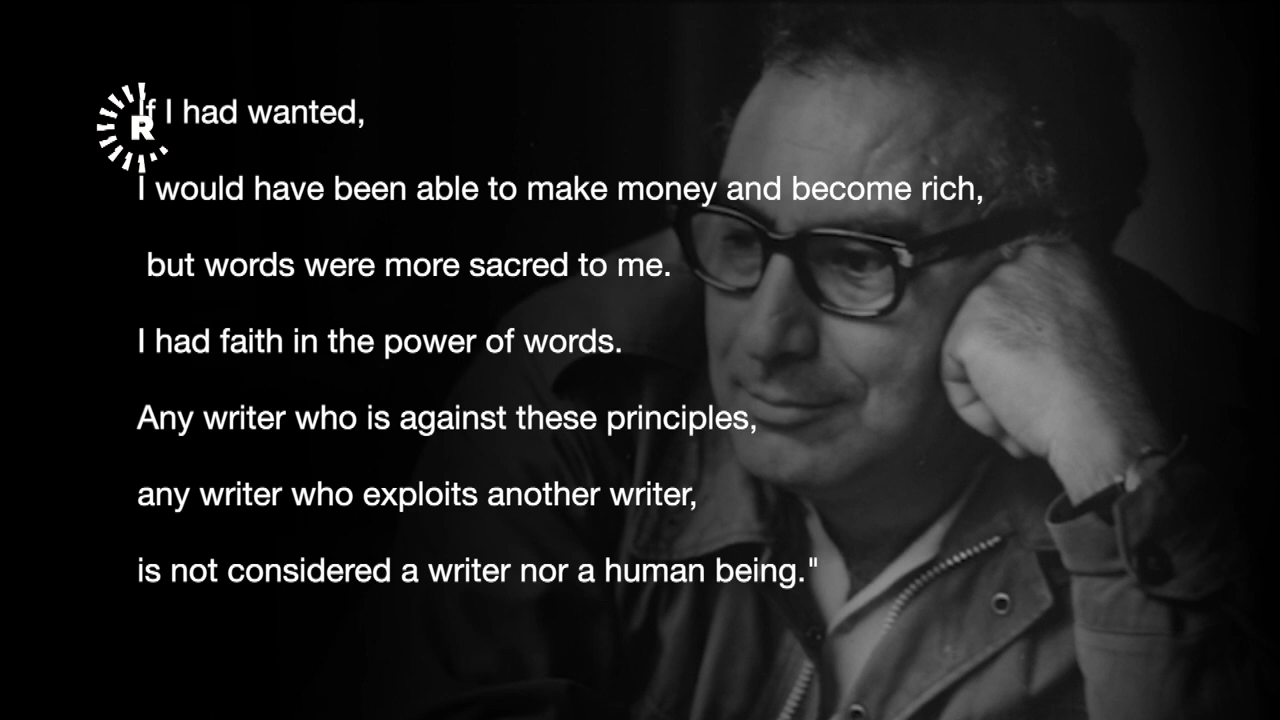 R
If I had wanted,
I would have been able to make money and become rich,
but words were more sacred to me.
I had faith in the power of words.
Any writer who is against these principles,
any writer who exploits another writer,
is not considered a writer nor a human being."